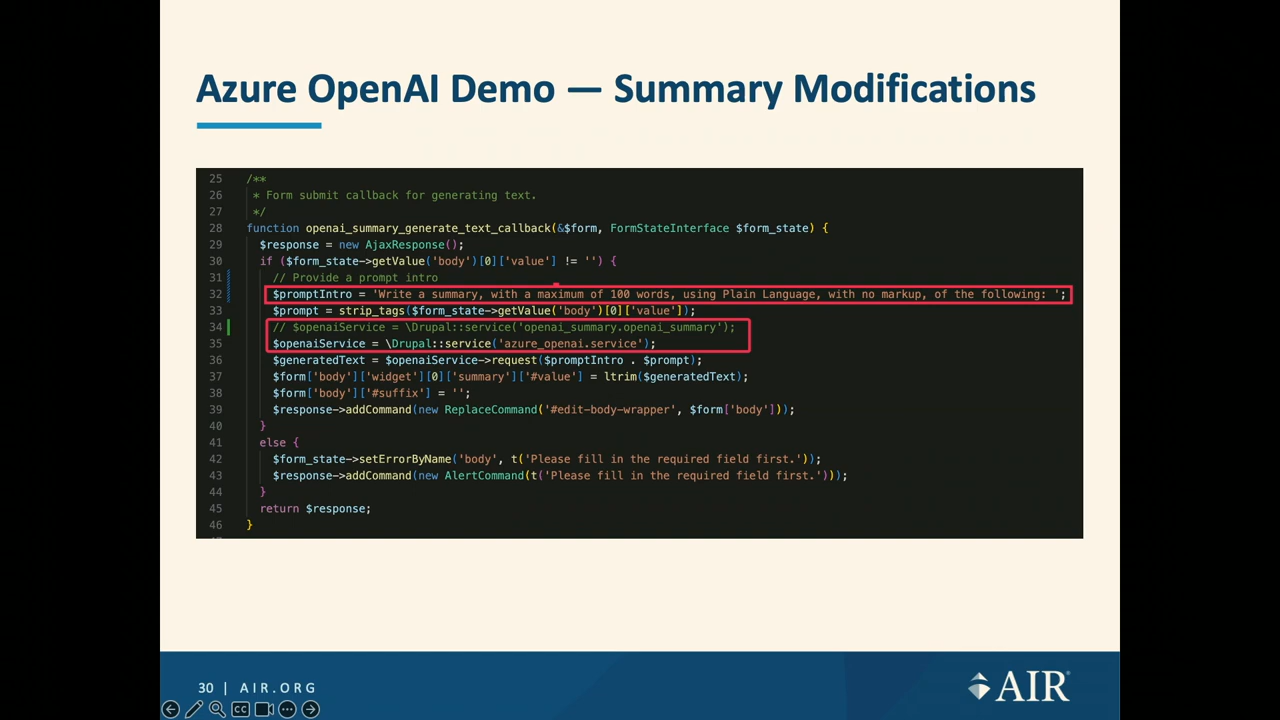 Azure OpenAI Demo — Summary Modifications
25 /**
26 * Form submit callback for generating text.
27 */
28 function openai_summary_generate_text_callback(&$form, FormStateInterface $form_state) {
29 $response = new AjaxResponse();
30 if ($form_state->getValue('body')[0]['value'] != '') {
31 // Provide a prompt intro
32 $promptIntro = 'Write a summary, with a maximum of 100 words, using Plain Language, with no markup, of the following: ';
33 $prompt = strip_tags($form_state->getValue('body')[0]['value']);
34 // $openaiService = \Drupal::service('openai_summary.openai_summary');
35 $openaiService = \Drupal::service('azure_openai.service');
36 $generatedText = $openaiService->request($promptIntro . $prompt);
37 $form['body']['widget'][0]['summary']['#value'] = ltrim($generatedText);
38 $form['body']['#suffix'] = '';
39 $response->addCommand(new ReplaceCommand('#edit-body-wrapper', $form['body']));
40 }
41 else {
42 $form_state->setErrorByName('body', t('Please fill in the required field first.'));
43 $response->addCommand(new AlertCommand(t('Please fill in the required field first.')));
44 }
45 return $response;
46 }
30 | AIR.ORG
AIR
CC